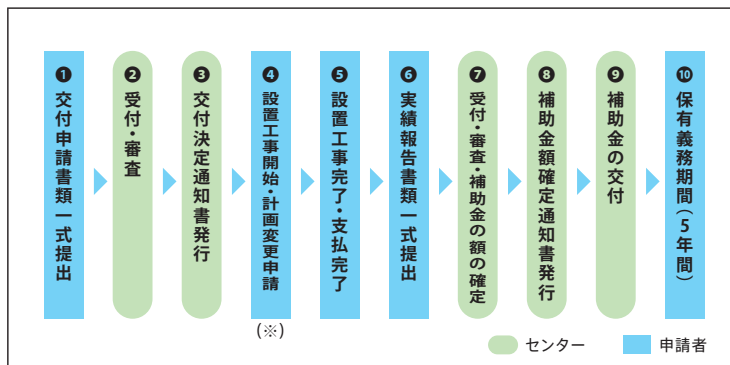 ❶交付申請書類一式提出
❷受付・審査
❸交付決定通知書発行
❹設置工事開始・計画変更申請
(※)
❺設置工事完了・支払完了
❻実績報告書類一式提出
❼受付・審査・補助金の額の確定
❽補助金額確定通知書発行
❾補助金の交付
❿保有義務期間(5年間)
センター
申請者